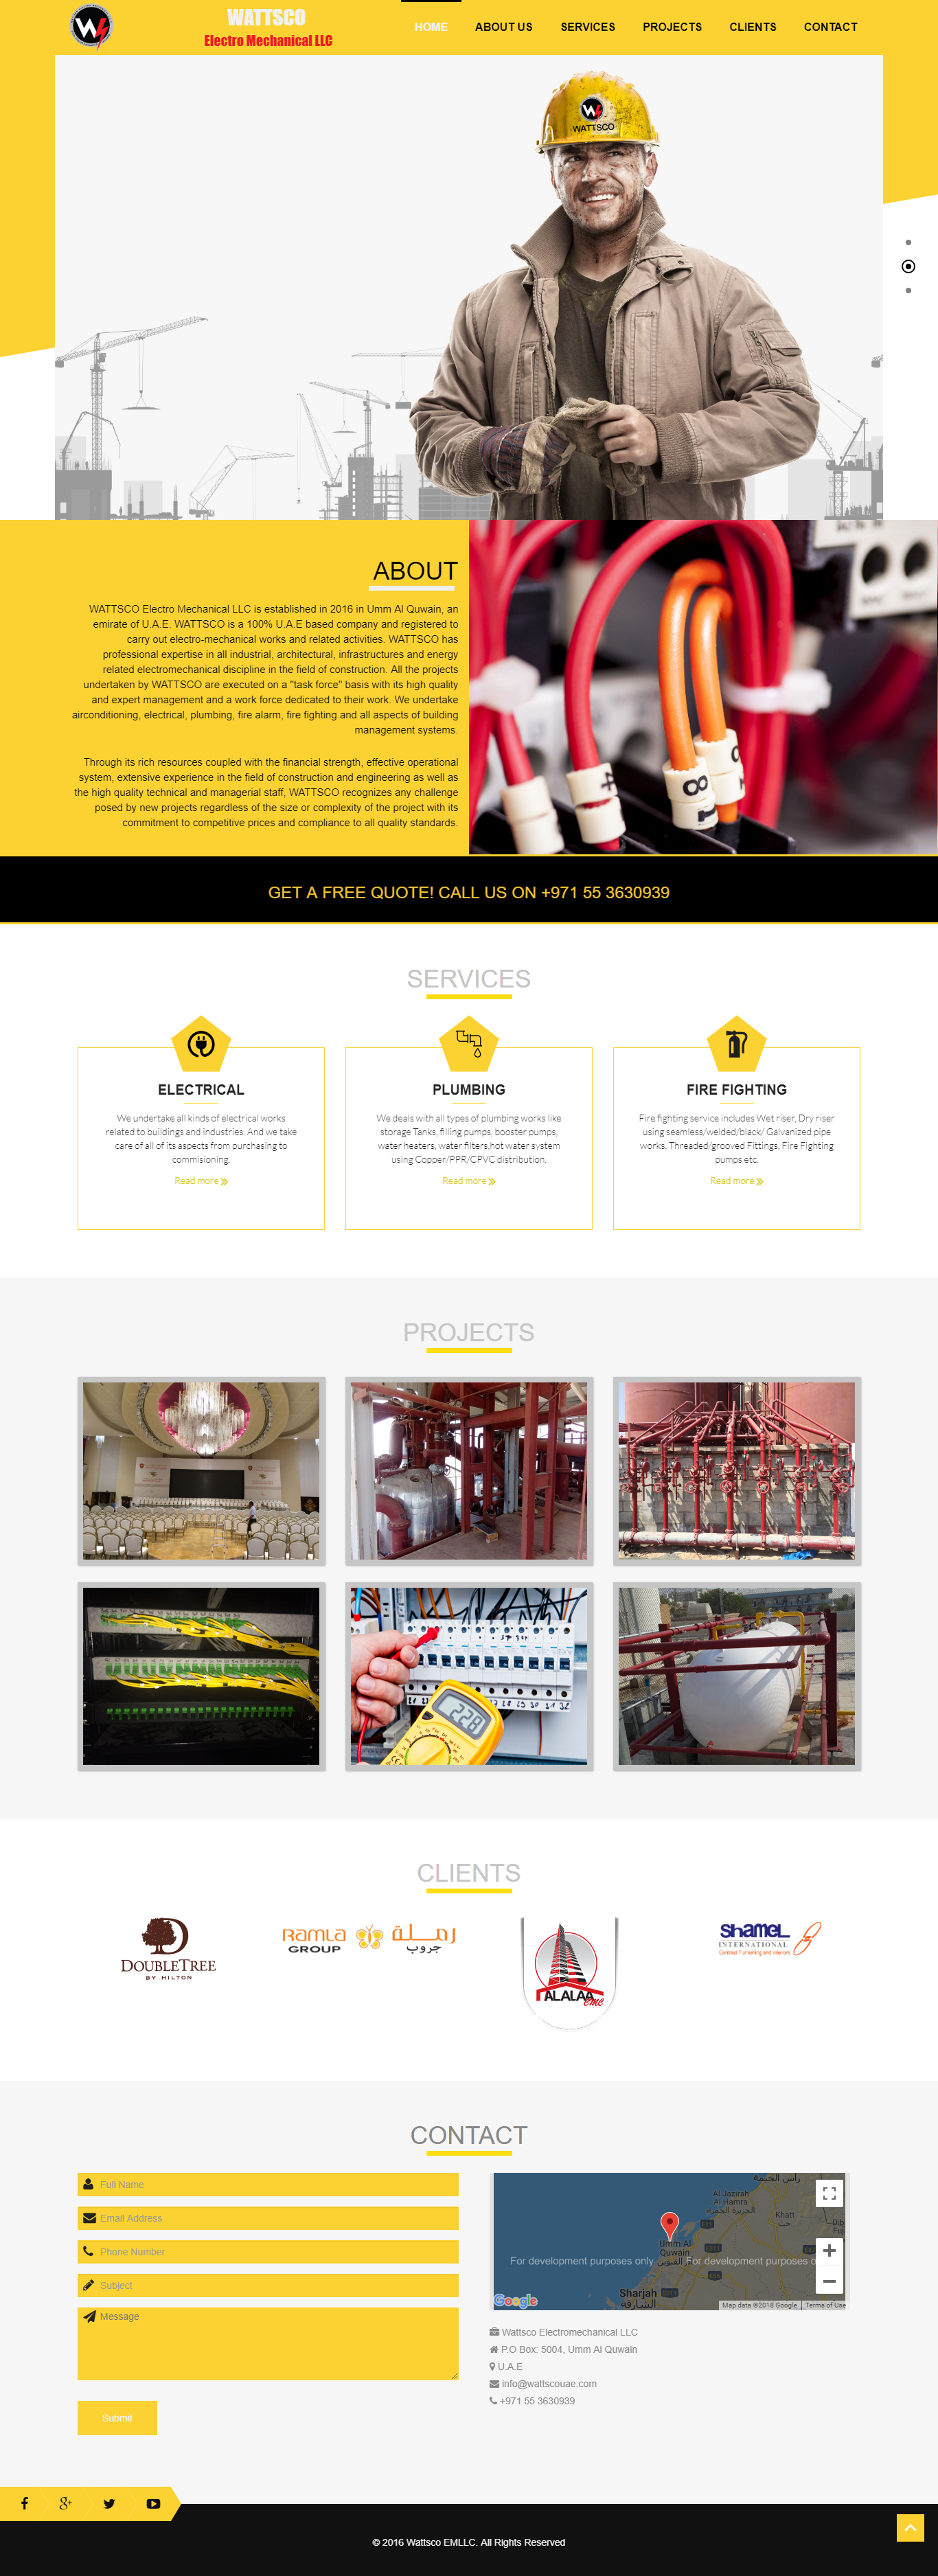 WATTSCO
Electro Mechanical LLC
HOME
ABOUT US
SERVICES
PROJECTS
CLIENTS
CONTACT
WATTSCO
ABOUT
WATTSCO Electro Mechanical LLC is established in 2016 in Umm Al Quwain, an
emirate of U.A.E. WATTSCO is a 100% U.A.E based company and registered to
carry out electro-mechanical works and related activities. WATTSCO has
professional expertise in all industrial, architectural, infrastructures and energy
related electromechanical discipline in the field of construction. All the projects
undertaken by WATTSCO are executed on a "task force" basis with its high quality
and expert management and a work force dedicated to their work. We undertake
airconditioning, electrical, plumbing, fire alarm, fire fighting and all aspects of building
management systems.
Through its rich resources coupled with the financial strength, effective operational
system, extensive experience in the field of construction and engineering as well as
the high quality technical and managerial staff, WATTSCO recognizes any challenge
posed by new projects regardless of the size or complexity of the project with its
commitment to competitive prices and compliance to all quality standards.
GET A FREE QUOTE! CALL US ON +971 55 3630939
SERVICES
ELECTRICAL
We undertake all kinds of electrical works
related to buildings and industries. And we take
care of all of its aspects from purchasing to
commisioning.
Read more
PLUMBING
We deals with all types of plumbing works like
storage Tanks, filling pumps, booster pumps,
water heaters, water filters,hot water system
using Copper/PPR/CPVC distribution.
Read more
FIRE FIGHTING
Fire fighting service includes Wet riser, Dry riser
using seamless/welded/black/ Galvanized pipe
works, Threaded/grooved Fittings, Fire Fighting
pumps etc.
Read more
PROJECTS
CLIENTS
DOUBLETREE
BY HILTON
RAMLA
GROUP
رملة
جروب
ALALAA
EMC
SHAMEL
INTERNATIONAL
Contract Furnishing and Interiors
CONTACT
Full Name
Email Address
Phone Number
Subject
Message
Submit
رأس الخيمة
Al Jazirah
Al Hamra
الجزيرة الحمراء
Khatt
خت
Umm Al
Quwain
أم القيوين
For development purposes only
For development purposes o
Sharjah
الشارقة
Google
Map data ©2018 Google
Terms of Use
Wattsco Electromechanical LLC
P.O Box: 5004, Umm Al Quwain
U.A.E
info@wattscouae.com
+971 55 3630939
© 2016 Wattsco EMLLC. All Rights Reserved